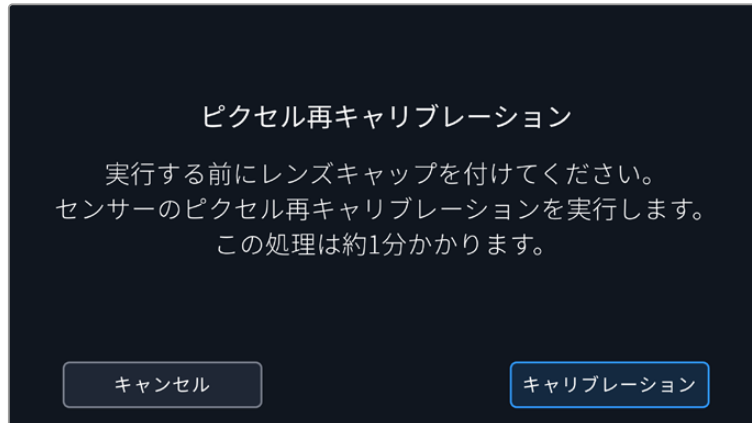 ピクセル再キャリブレーション
実行する前にレンズキャップを付けてください。
センサーのピクセル再キャリブレーションを実行します。
この処理は約1分かかります。
キャンセル
キャリブレーション